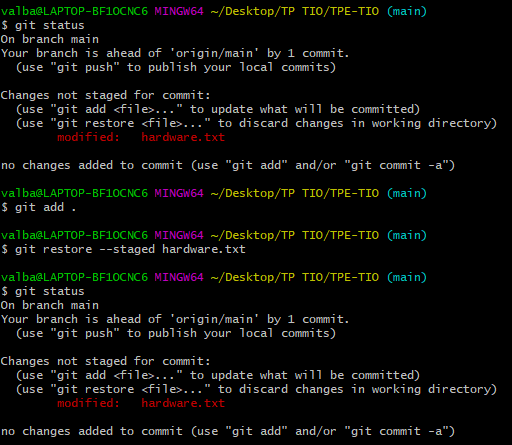 valba@LAPTOP-BF1OCNC6 MINGW64 ~/Desktop/TP TIO/TPE-TIO (main)
$ git status
On branch main
Your branch is ahead of 'origin/main' by 1 commit.
  (use "git push" to publish your local commits)

Changes not staged for commit:
  (use "git add <file>..." to update what will be committed)
  (use "git restore <file>..." to discard changes in working directory)
        modified:   hardware.txt

no changes added to commit (use "git add" and/or "git commit -a")

valba@LAPTOP-BF1OCNC6 MINGW64 ~/Desktop/TP TIO/TPE-TIO (main)
$ git add .

valba@LAPTOP-BF1OCNC6 MINGW64 ~/Desktop/TP TIO/TPE-TIO (main)
$ git restore --staged hardware.txt

valba@LAPTOP-BF1OCNC6 MINGW64 ~/Desktop/TP TIO/TPE-TIO (main)
$ git status
On branch main
Your branch is ahead of 'origin/main' by 1 commit.
  (use "git push" to publish your local commits)

Changes not staged for commit:
  (use "git add <file>..." to update what will be committed)
  (use "git restore <file>..." to discard changes in working directory)
        modified:   hardware.txt

no changes added to commit (use "git add" and/or "git commit -a")